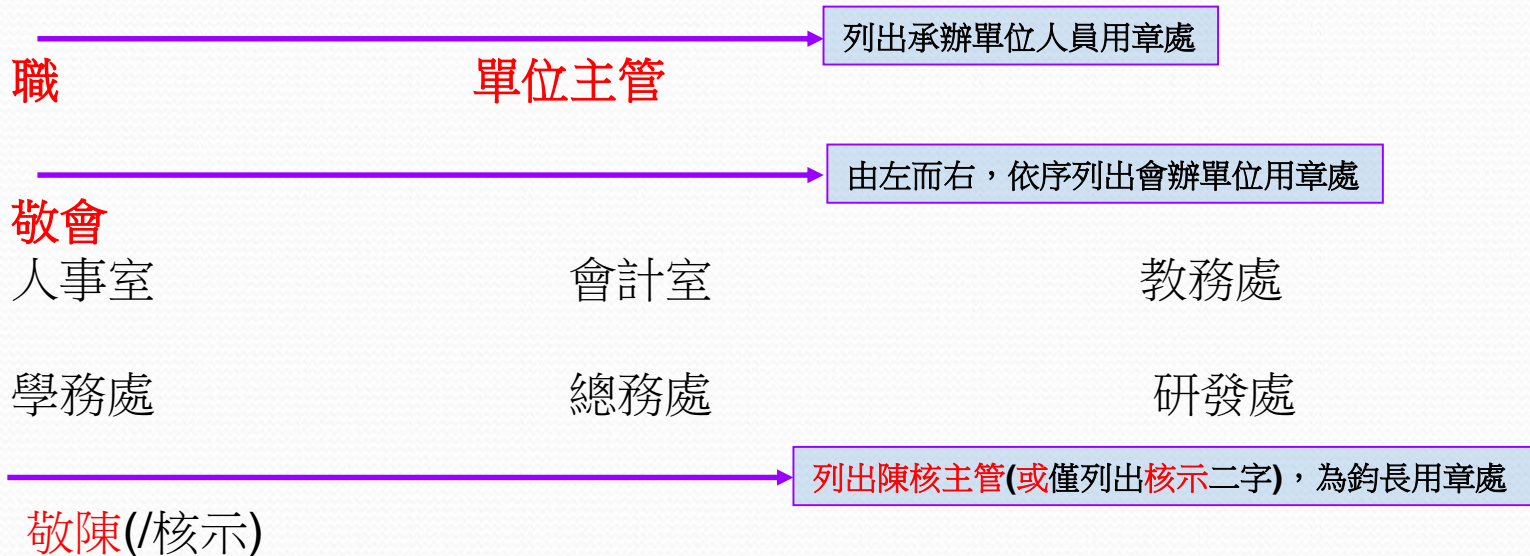 列出承辦單位人員用章處
職 單位主管
由左而右，依序列出會辦單位用章處
敬會
人事室 會計室 教務處
學務處 總務處 研發處
列出陳核主管(或僅列出核示二字)，為鈞長用章處
敬陳(/核示)